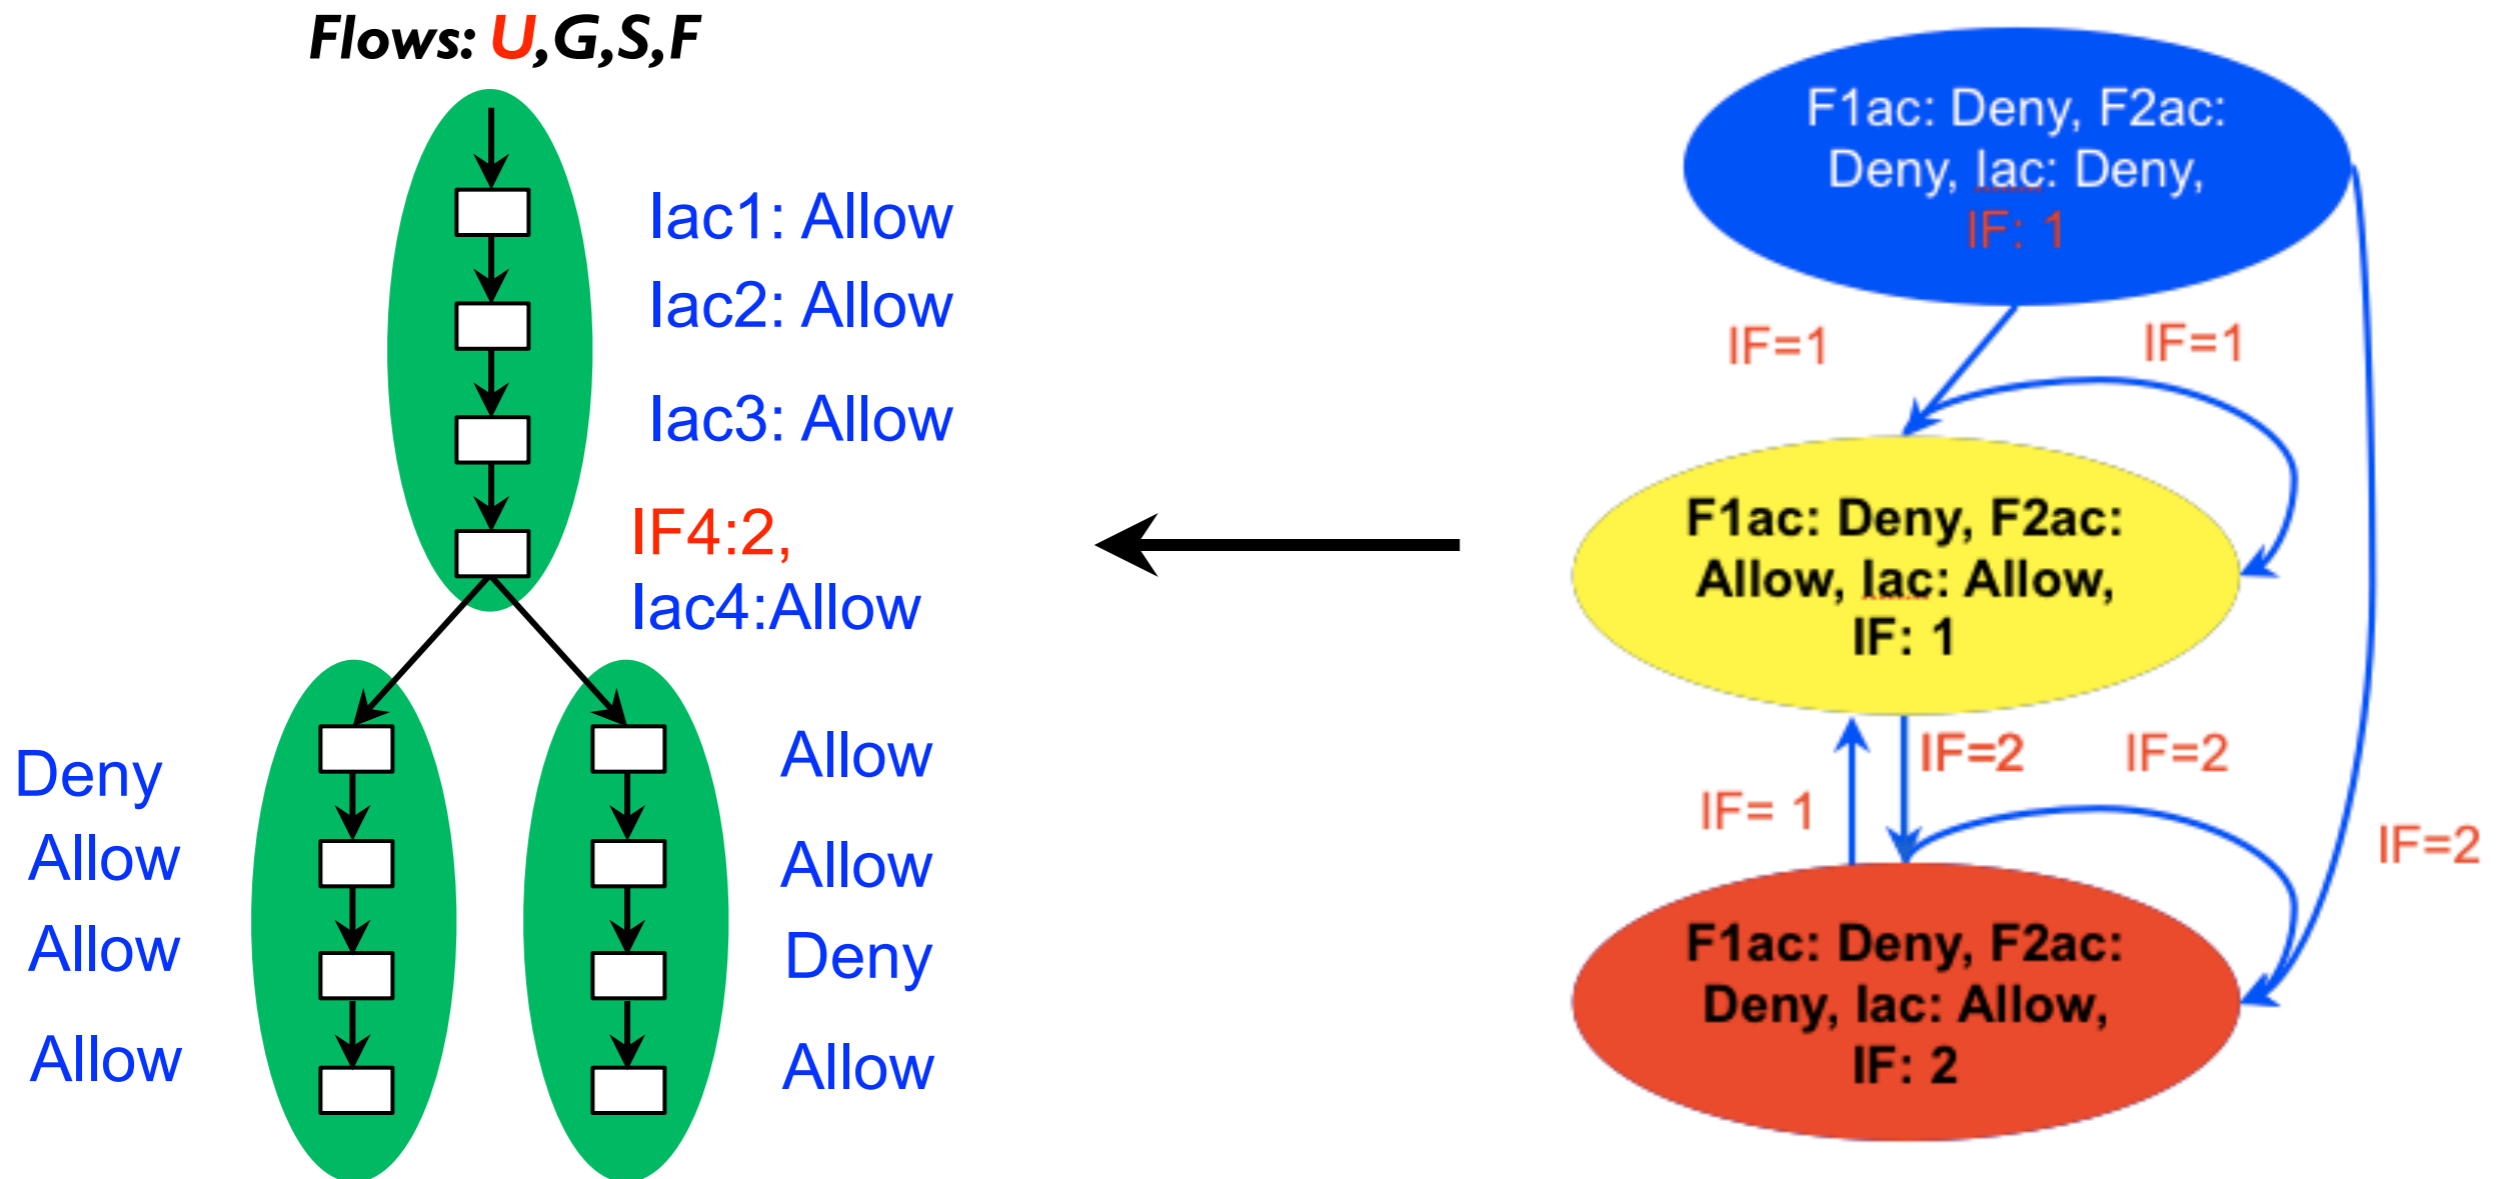 Flows: U,G,S,F
Iac1: Allow
Iac2: Allow
Iac3: Allow
IF4:2,
Iac4:Allow
Deny
Allow
Allow
Allow
Allow
Allow
Deny
Allow
F1ac: Deny, F2ac:
Deny, Iac: Deny,
IF: 1
IF=1
IF=1
F1ac: Deny, F2ac:
Allow, Iac: Allow,
IF: 1
IF= 1
IF=2
IF=2
IF=2
F1ac: Deny, F2ac:
Deny, Iac: Allow,
IF: 2